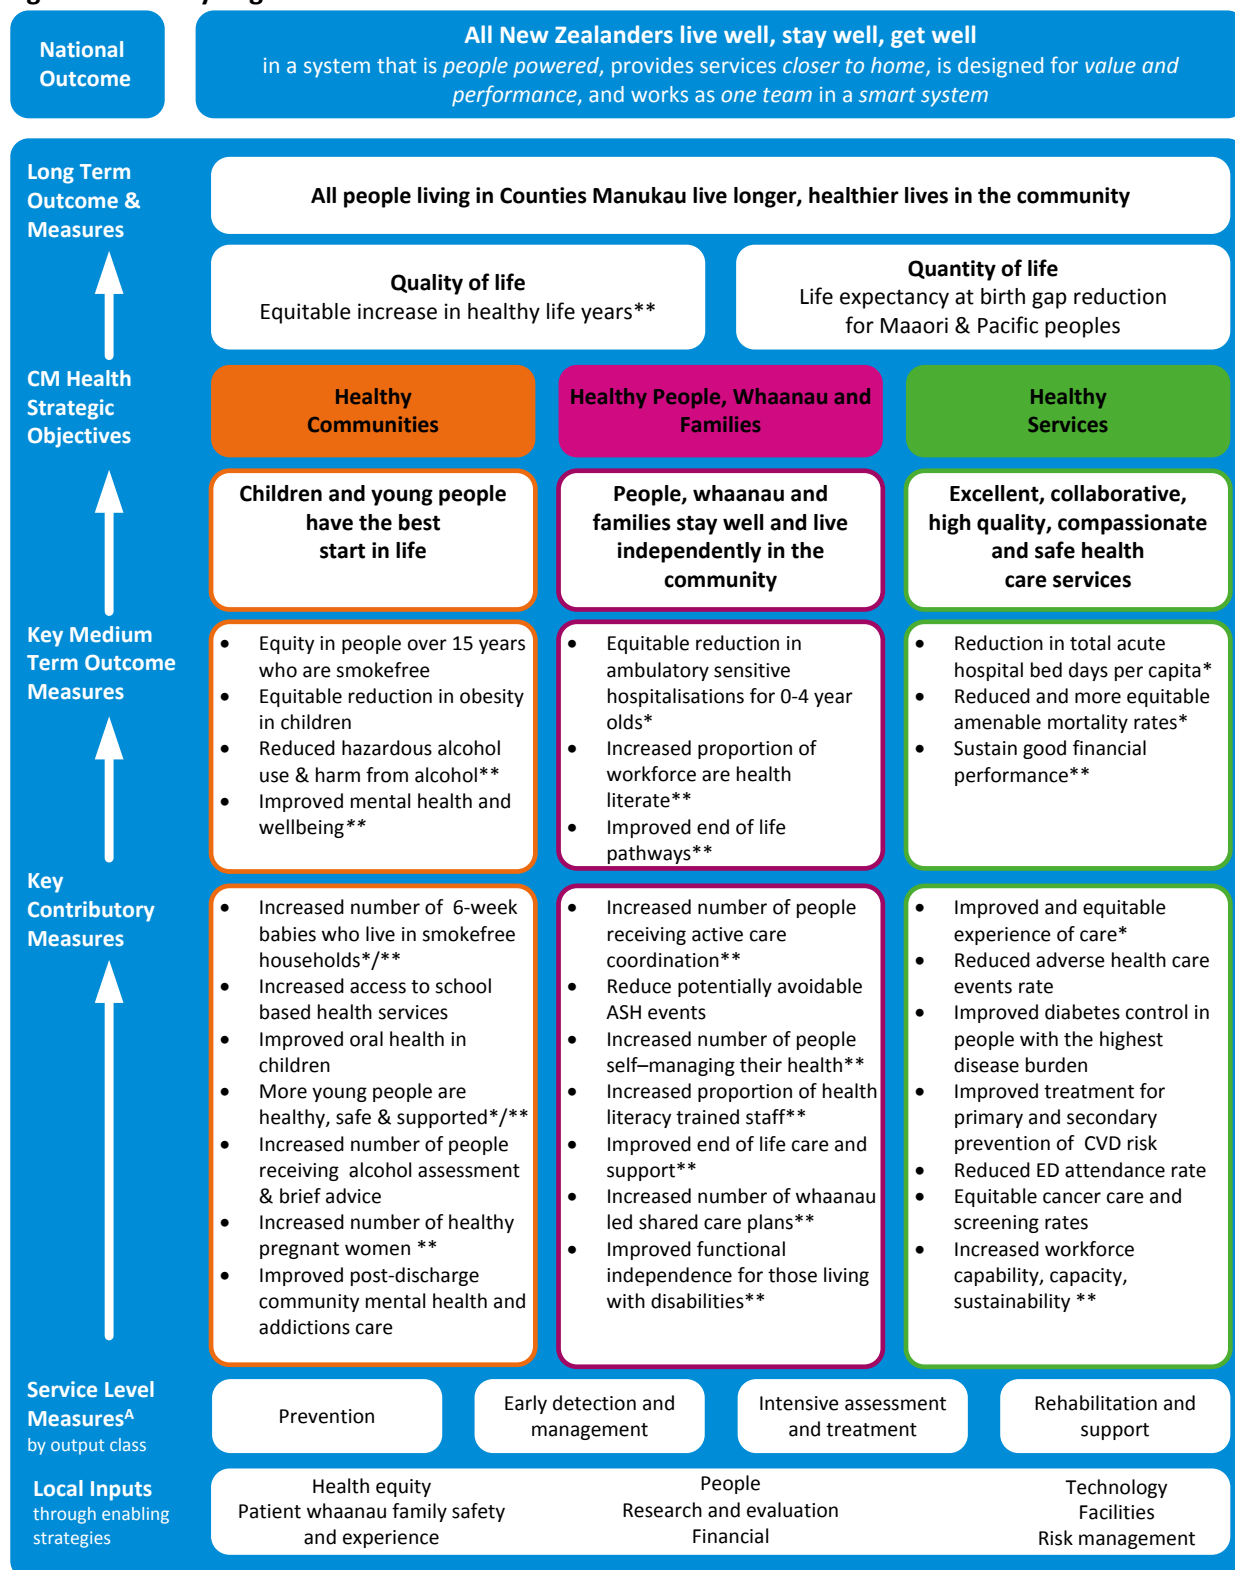 National
Outcome
All New Zealanders live well, stay well, get well
in a system that is people powered, provides services closer to home, is designed for value and
performance, and works as one team in a smart system
Long Term
Outcome &
Measures
All people living in Counties Manukau live longer, healthier lives in the community
Quality of life
Equitable increase in healthy life years**
Quantity of life
Life expectancy at birth gap reduction
for Maaori & Pacific peoples
CM Health
Strategic
Objectives
Healthy
Communities
Healthy People, Whaanau and
Families
Healthy
Services
Children and young people
have the best
start in life
People, whaanau and
families stay well and live
independently in the
community
Excellent, collaborative,
high quality, compassionate
and safe health
care services
Key Medium
Term Outcome
Measures
• Equity in people over 15 years
who are smokefree
• Equitable reduction in obesity
in children
• Reduced hazardous alcohol
use & harm from alcohol**
• Improved mental health and
wellbeing**
• Equitable reduction in
ambulatory sensitive
hospitalisations for 0-4 year
olds*
• Increased proportion of
workforce are health
literate**
• Improved end of life
pathways**
• Reduction in total acute
hospital bed days per capita*
• Reduced and more equitable
amenable mortality rates*
• Sustain good financial
performance**
Key
Contributory
Measures
• Increased number of 6-week
babies who live in smokefree
households*/**
• Increased access to school
based health services
• Improved oral health in
children
• More young people are
healthy, safe & supported*/**
• Increased number of people
receiving alcohol assessment
& brief advice
• Increased number of healthy
pregnant women **
• Improved post-discharge
community mental health and
addictions care
• Increased number of people
receiving active care
coordination**
• Reduce potentially avoidable
ASH events
• Increased number of people
self–managing their health**
• Increased proportion of health
literacy trained staff**
• Improved end of life care and
support**
• Increased number of whaanau
led shared care plans**
• Improved functional
independence for those living
with disabilities**
• Improved and equitable
experience of care*
• Reduced adverse health care
events rate
• Improved diabetes control in
people with the highest
disease burden
• Improved treatment for
primary and secondary
prevention of CVD risk
• Reduced ED attendance rate
• Equitable cancer care and
screening rates
• Increased workforce
capability, capacity,
sustainability **
Service Level
Measures^A
by output class
Prevention
Early detection and
management
Intensive assessment
and treatment
Rehabilitation and
support
Local Inputs
through enabling
strategies
Health equity
Patient whaanau family safety
and experience
People
Research and evaluation
Financial
Technology
Facilities
Risk management